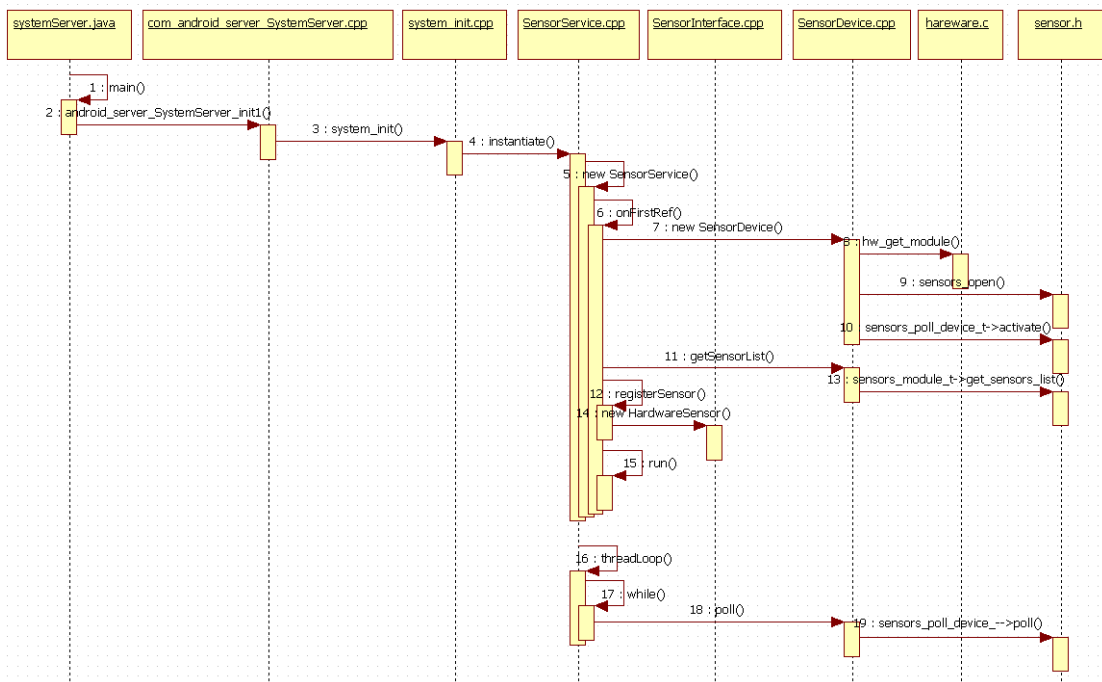 systemServer.java
com_android_server_SystemServer.cpp
system_init.cpp
SensorService.cpp
SensorInterface.cpp
SensorDevice.cpp
hareware.c
sensor.h
1 : main()
2 : android_server_SystemServer_init1()
3 : system_init()
4 : instantiate()
5 : new SensorService()
6 : onFirstRef()
7 : new SensorDevice()
8 : hw_get_module()
9 : sensors_open()
10 sensors_poll_device_t->activate()
11 : getSensorList()
12 : registerSensor()
13 : sensors_module_t->get_sensors_list()
14 : new HardwareSensor()
15 : run()
16 : threadLoop()
17 : while()
18 : poll()
19 : sensors_poll_device_-->poll()